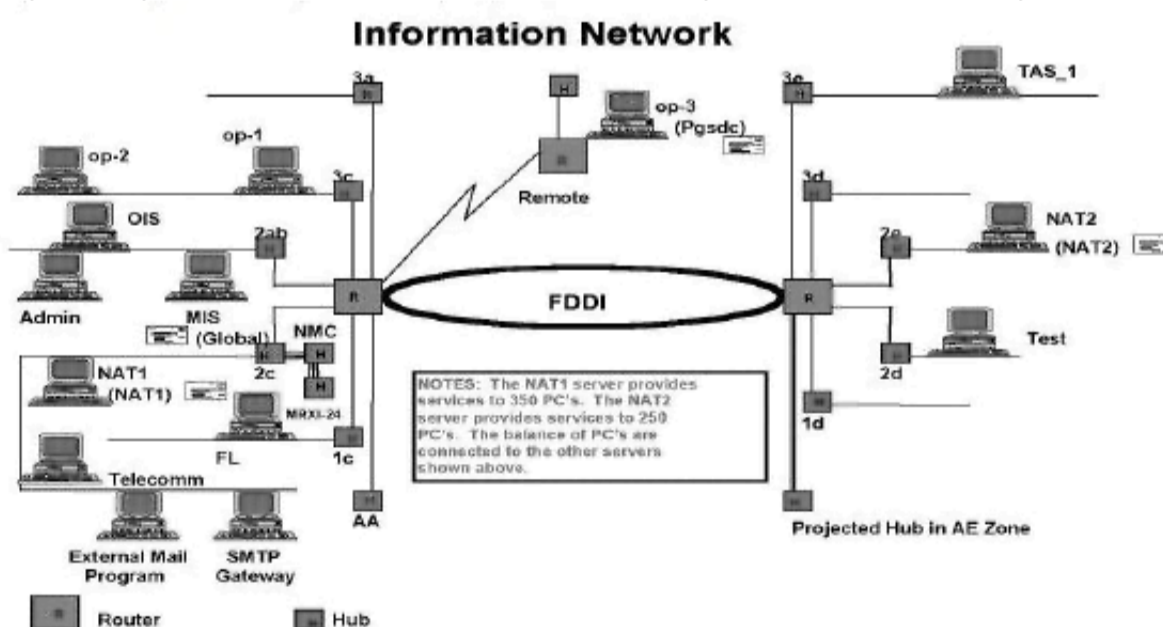 Information Network
3a
3e
TAS_1
H
H
op-3
(Pgsdc)
R
Remote
op-1
op-2
3c
3d
OIS
2ab
2e
NAT2
(NAT2)
Admin
MIS
(Global)
R
FDDI
R
NMC
H
H
H
2c
MRXI-24
Test
2d
NAT1
(NAT1)
NOTES: The NAT1 server provides
services to 350 PC's. The NAT2
server provides services to 250
PC's. The balance of PC's are
connected to the other servers
shown above.
1d
FL
1c
Telecomm
AA
Projected Hub in AE Zone
External Mail
Program
SMTP
Gateway
Router
Hub